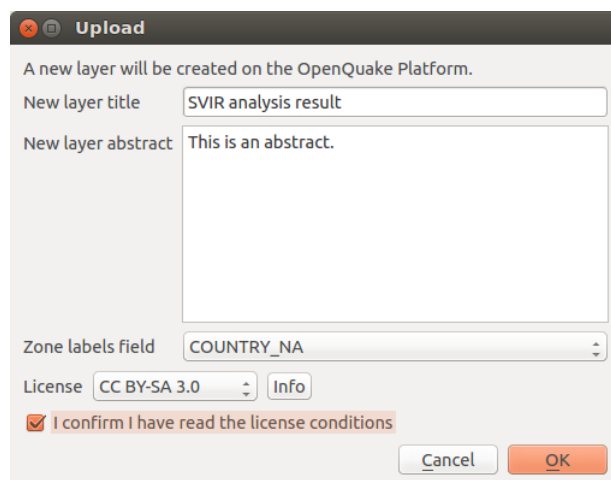 Upload
A new layer will be created on the OpenQuake Platform.
New layer title SVIR analysis result
New layer abstract This is an abstract.
Zone labels field COUNTRY_NA
License CC BY-SA 3.0 Info
I confirm I have read the license conditions
Cancel OK